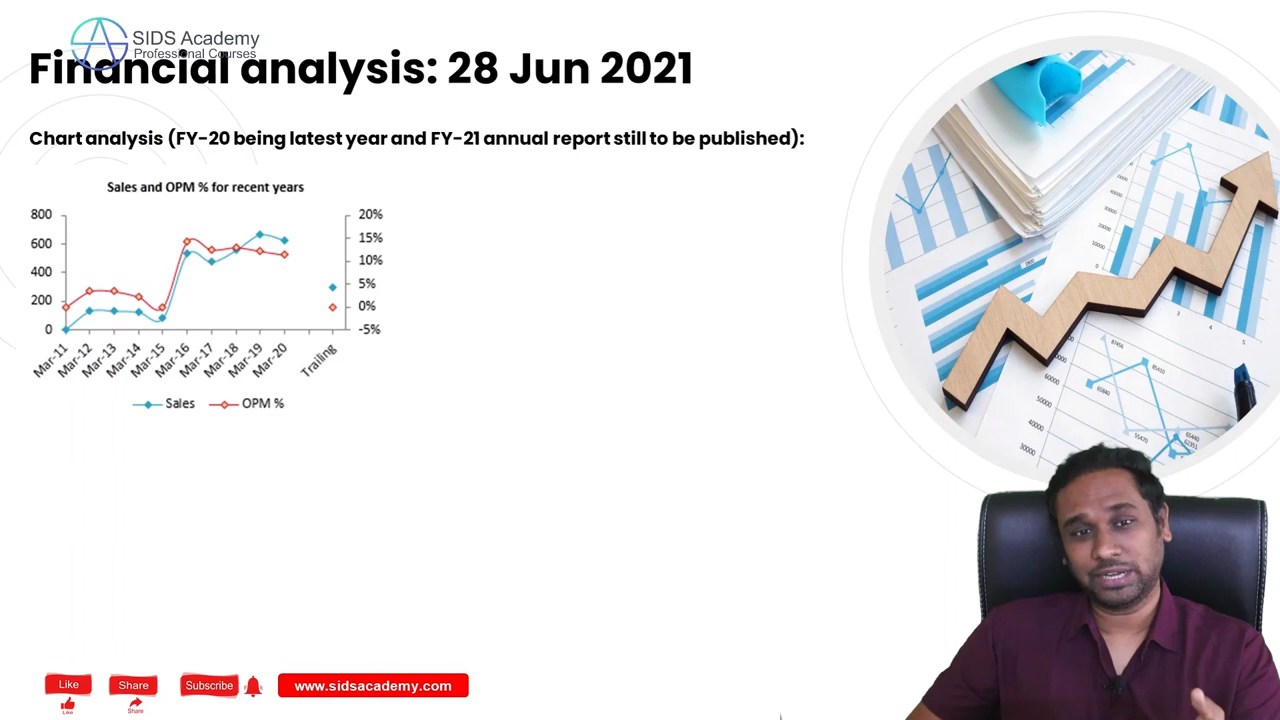 SIDS Academy
Professional Courses
Financial analysis: 28 Jun 2021
Chart analysis (FY-20 being latest year and FY-21 annual report still to be published):
Sales and OPM % for recent years
800
600
400
200
0
20%
15%
10%
5%
0%
-5%
Mar-11
Mar-12
Mar-13
Mar-14
Mar-15
Mar-16
Mar-17
Mar-18
Mar-19
Mar-20
Trailing
Sales
OPM %
Like
Share
Subscribe
www.sidsacademy.com
Like
Share